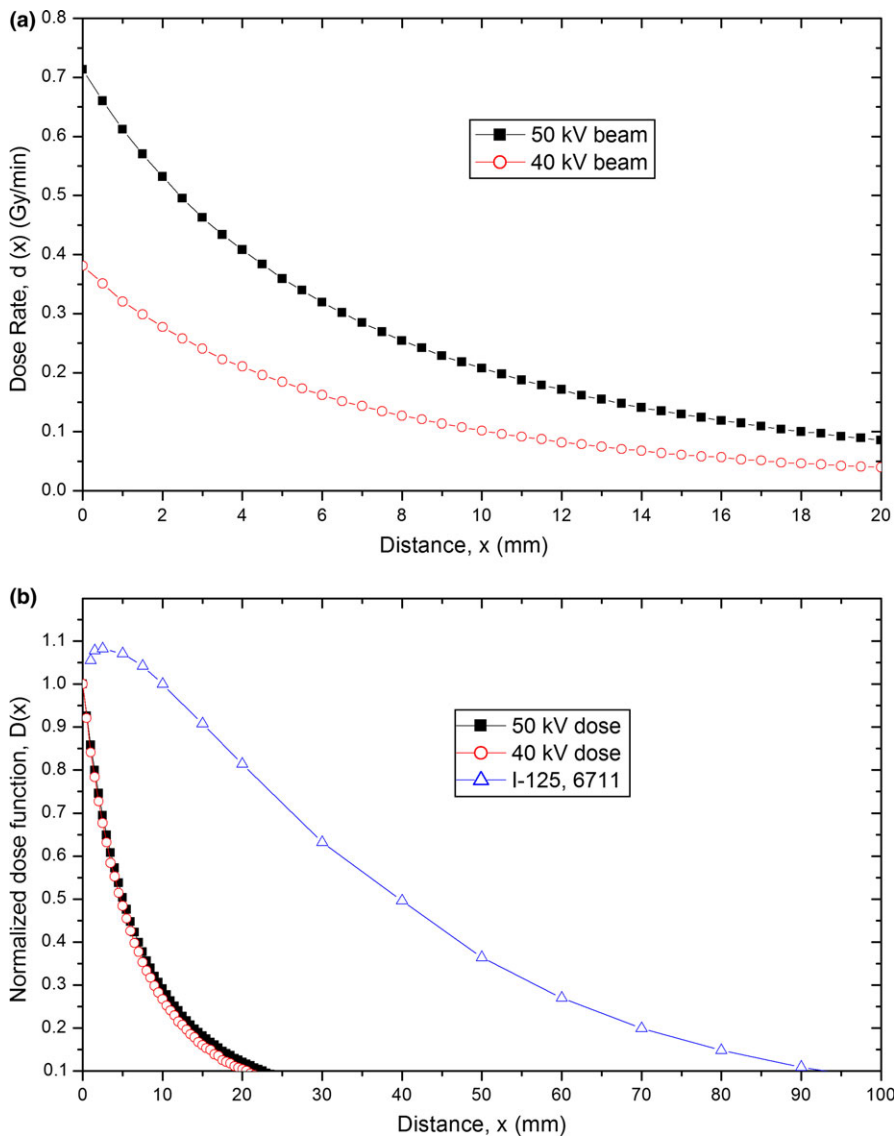 (a)
0.8
0.7
0.6
0.5
0.4
0.3
0.2
0.1
0.0
Dose Rate, d (x) (Gy/min)
50 kV beam
40 kV beam
0 2 4 6 8 10 12 14 16 18 20
Distance, x (mm)
(b)
1.1
1.0
0.9
0.8
0.7
0.6
0.5
0.4
0.3
0.2
0.1
Normalized dose function, D(x)
50 kV dose
40 kV dose
I-125, 6711
0 10 20 30 40 50 60 70 80 90 100
Distance, x (mm)